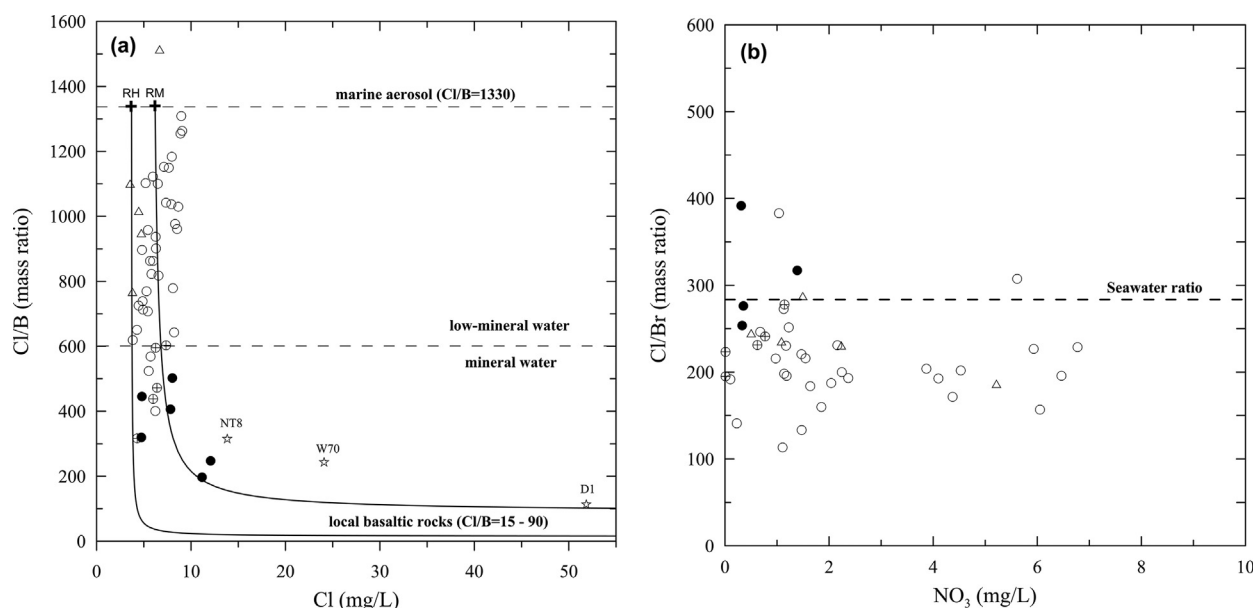 (a)
Cl/B (mass ratio)
1600
1400
1200
1000
800
600
400
200
0
RH
RM
marine aerosol (Cl/B=1330)
low-mineral water
mineral water
NT8
W70
D1
local basaltic rocks (Cl/B=15 - 90)
0 10 20 30 40 50
Cl (mg/L)
(b)
Cl/Br (mass ratio)
600
500
400
300
200
100
0
Seawater ratio
0 2 4 6 8 10
NO3 (mg/L)